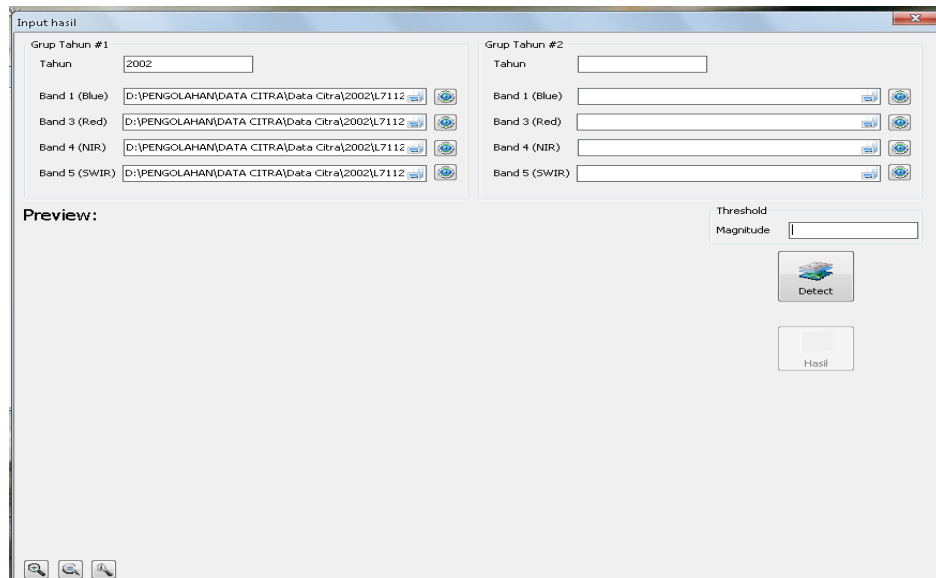 Input hasil
Grup Tahun #1
Tahun 2002
Band 1 (Blue) D:\PENGOLAHAN\DATA CITRA\Data Citra\2002\L7112
Band 3 (Red) D:\PENGOLAHAN\DATA CITRA\Data Citra\2002\L7112
Band 4 (NIR) D:\PENGOLAHAN\DATA CITRA\Data Citra\2002\L7112
Band 5 (SWIR) D:\PENGOLAHAN\DATA CITRA\Data Citra\2002\L7112
Grup Tahun #2
Tahun
Band 1 (Blue)
Band 3 (Red)
Band 4 (NIR)
Band 5 (SWIR)
Preview:
Threshold
Magnitude
Detect
Hasil